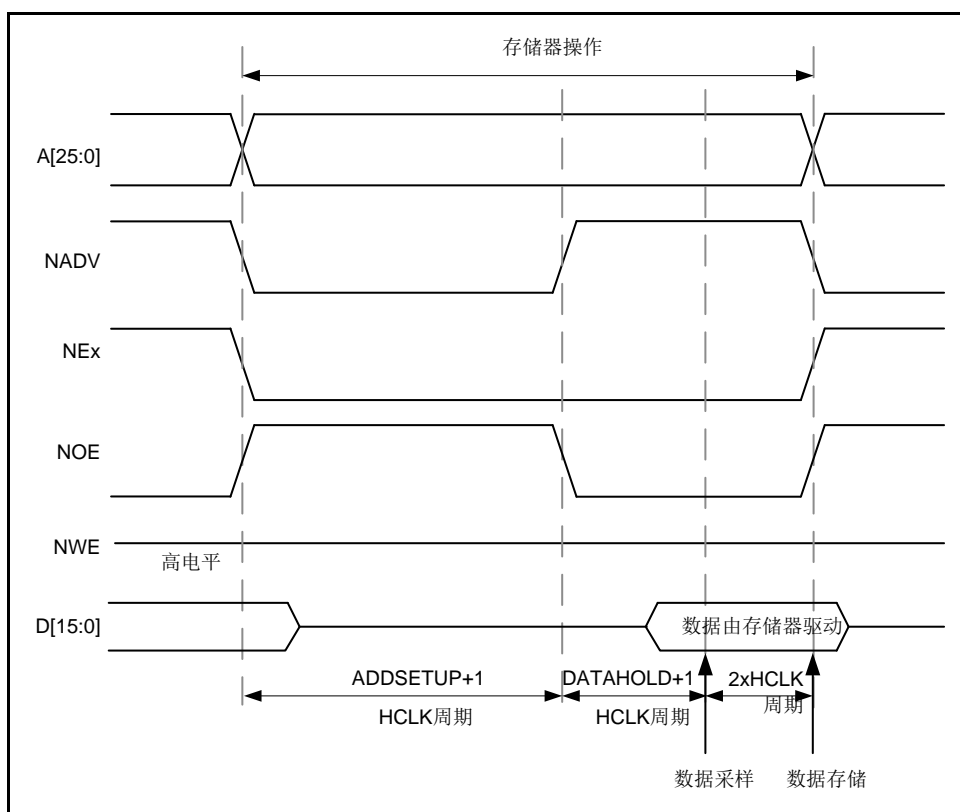 存储器操作
A[25:0]
NADV
NEx
NOE
NWE
高电平
D[15:0]
数据由存储器驱动
ADDSETUP+1
HCLK周期
DATAHOLD+1
HCLK周期
2xHCLK
周期
数据采样
数据存储